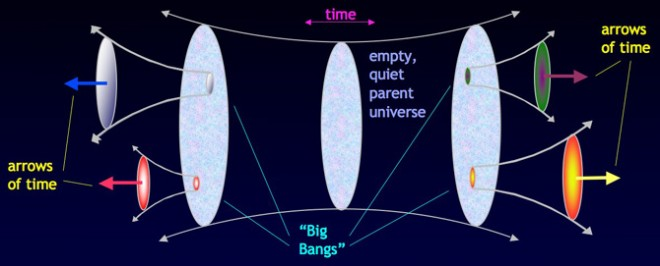 time
empty,
quiet
parent
universe
arrows
of time
arrows
of time
“Big
Bangs”